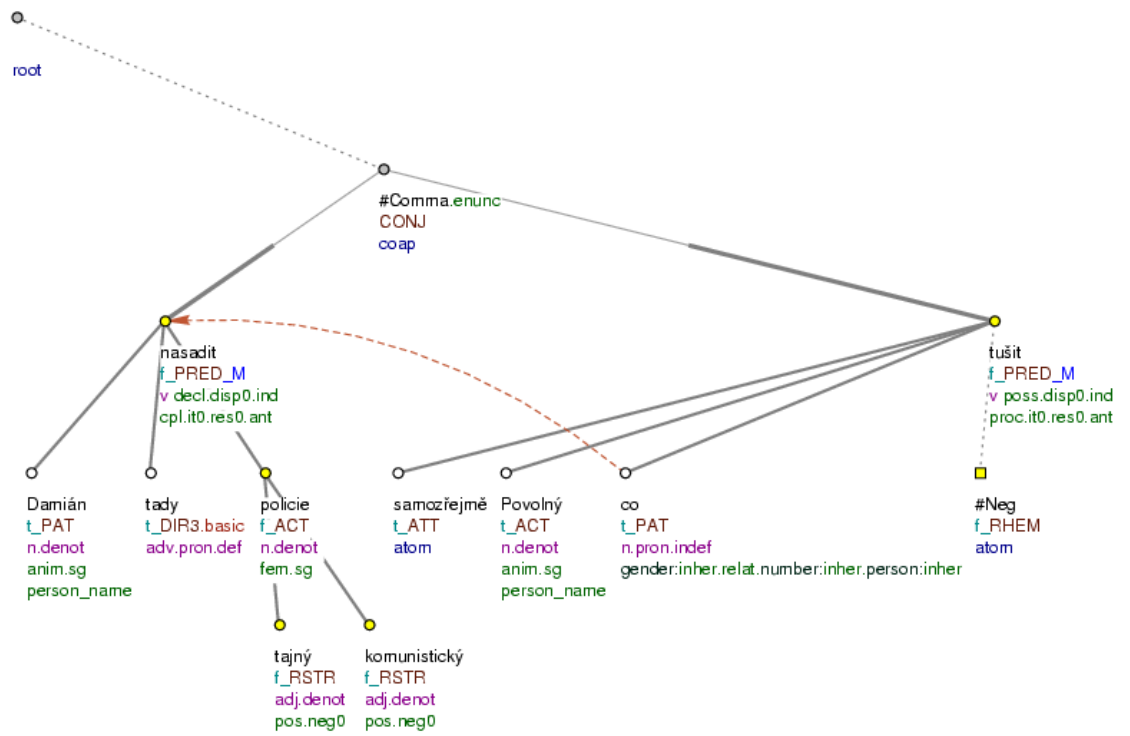 root
#Comma.enunc
CONJ
coap
nasadit
f_PRED_M
v decl.disp0.ind
cpl.it0.res0.ant
tušit
f_PRED_M
v poss.disp0.ind
proc.it0.res0.ant
Damián
t_PAT
n.denot
anim.sg
person_name
tady
t_DIR3.basic
adv.pron.def
policie
f_ACT
n.denot
fem.sg
samozřejmě
t_ATT
atom
Povolný
t_ACT
n.denot
anim.sg
person_name
co
t_PAT
n.pron.indef
gender:inher.relat.number:inher.person:inher
#Neg
f_RHEM
atom
tajný
f_RSTR
adj.denot
pos.neg0
komunistický
f_RSTR
adj.denot
pos.neg0